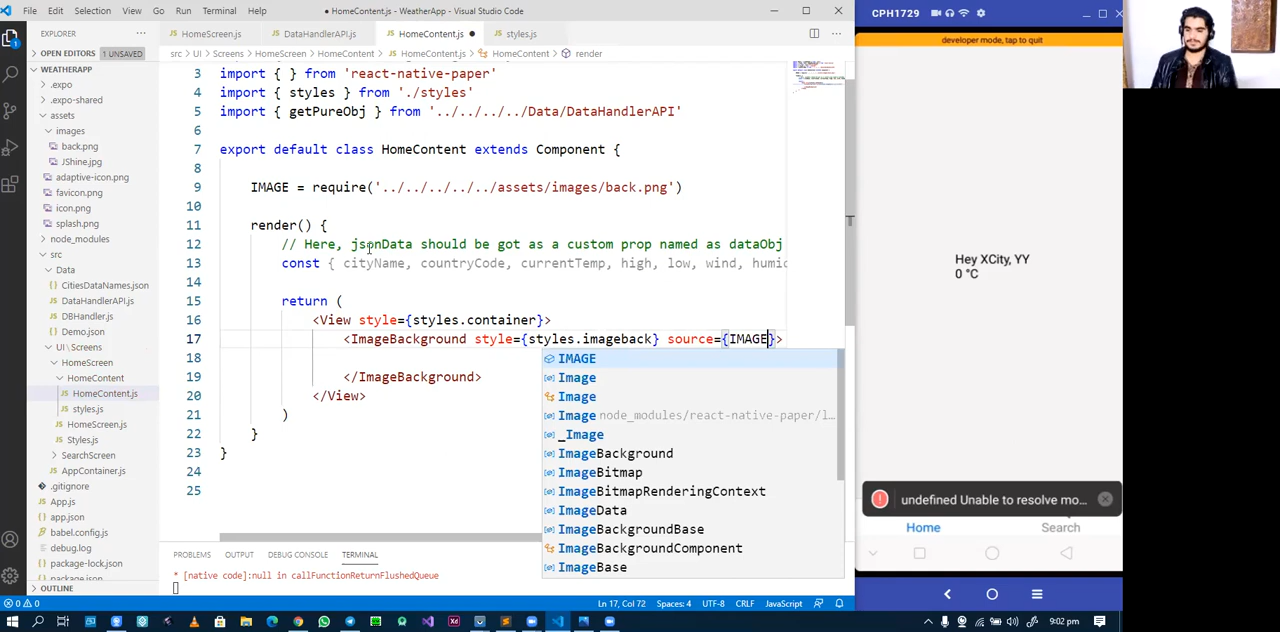 File Edit Selection View Go Run Terminal Help
● HomeContent.js - WeatherApp - Visual Studio Code
CPH1729
EXPLORER
HomeScreen.js DataHandlerAPI.js HomeContent.js ● styles.js
OPEN EDITORS 1 UNSAVED
src > UI > Screens > HomeScreen > HomeContent > HomeContent.js > HomeContent > render
developer mode, tap to quit
WEATHERAPP
.expo
.expo-shared
assets
images
back.png
JShine.jpg
adaptive-icon.png
favicon.png
icon.png
splash.png
node_modules
src
Data
CitiesDataNames.json
DataHandlerAPI.js
DBHandler.js
Demo.json
UI\Screens
HomeScreen
HomeContent
HomeContent.js
styles.js
HomeScreen.js
Styles.js
SearchScreen
AppContainer.js
.gitignore
App.js
app.json
babel.config.js
debug.log
package-lock.json
package.json
OUTLINE
3 import { } from 'react-native-paper'
4 import { styles } from './styles'
5 import { getPureObj } from '../../../../Data/DataHandlerAPI'
6
7 export default class HomeContent extends Component {
8
9 IMAGE = require('../../../../../assets/images/back.png')
10
11 render() {
12 // Here, jsonData should be got as a custom prop named as dataObj
13 const { cityName, countryCode, currentTemp, high, low, wind, humid
14
15 return (
16 <View style={styles.container}>
17 <ImageBackground style={styles.imageback} source={IMAGE}>
18
19 </ImageBackground>
20 </View>
21 )
22 }
23 }
24
25
IMAGE
Image
Image
Image node_modules/react-native-paper/l...
_Image
ImageBackground
ImageBitmap
ImageBitmapRenderingContext
ImageData
ImageBackgroundBase
ImageBackgroundComponent
ImageBase
PROBLEMS OUTPUT DEBUG CONSOLE TERMINAL
* [native code]:null in callFunctionReturnFlushedQueue
Hey XCity, YY
0 °C
undefined Unable to resolve mo...
Home Search
0 0 Ln 17, Col 72 Spaces: 4 UTF-8 CRLF JavaScript
9:02 pm